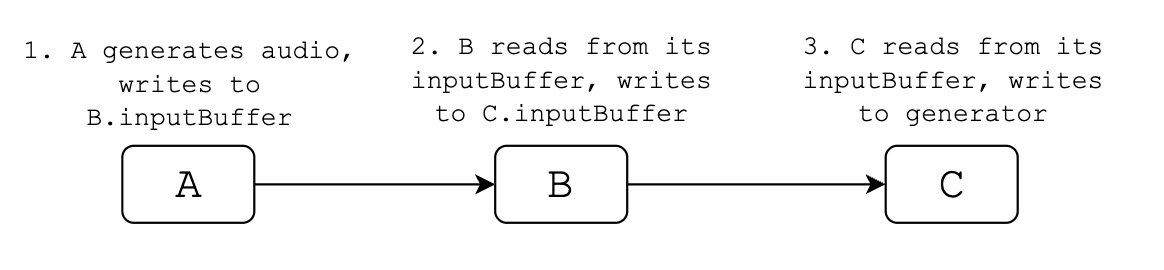 1. A generates audio,
writes to
B.inputBuffer
2. B reads from its
inputBuffer, writes
to C.inputBuffer
3. C reads from its
inputBuffer, writes
to generator
A
B
C